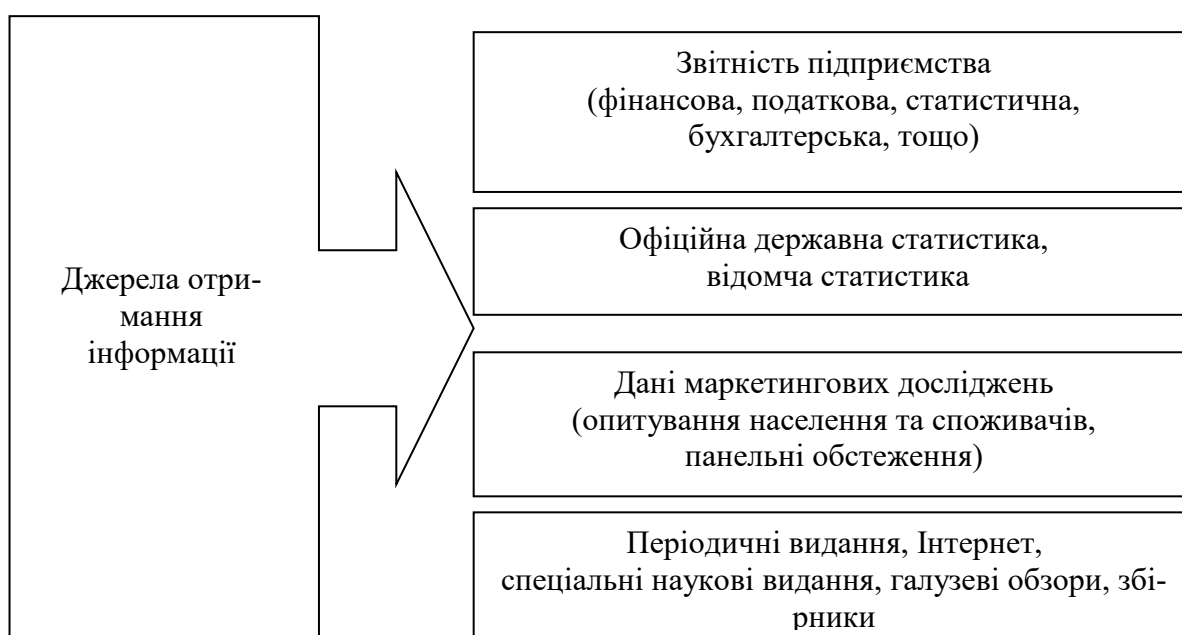 Джерела отри-
мання
інформації
Звітність підприємства
(фінансова, податкова, статистична,
бухгалтерська, тощо)
Офіційна державна статистика,
відомча статистика
Дані маркетингових досліджень
(опитування населення та споживачів,
панельні обстеження)
Періодичні видання, Інтернет,
спеціальні наукові видання, галузеві обзори, збі-
рники